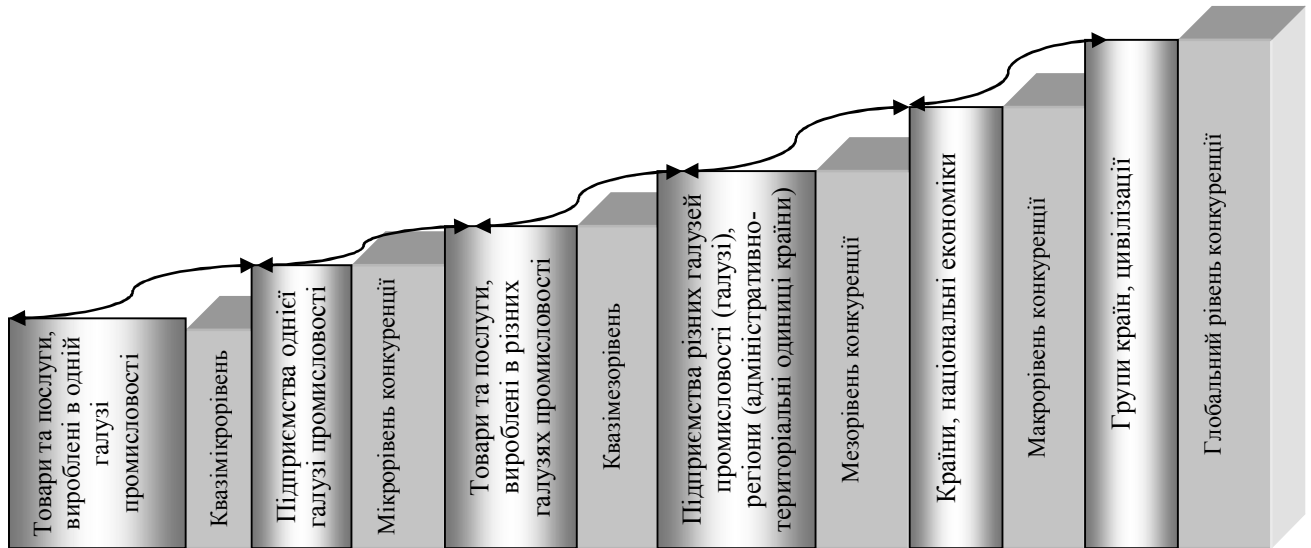 Товари та послуги,
вироблені в одній
галузі
промисловості
Квазімікрорівень
Підприємства однієї
галузі промисловості
Мікрорівень конкуренції
Товари та послуги,
вироблені в різних
галузях промисловості
Квазімезорівень
Підприємства різних галузей
промисловості (галузі),
регіони (адміністративно-
територіальні одиниці країни)
Мезорівень конкуренції
Країни, національні економіки
Макрорівень конкуренції
Групи країн, цивілізації
Глобальний рівень конкуренції